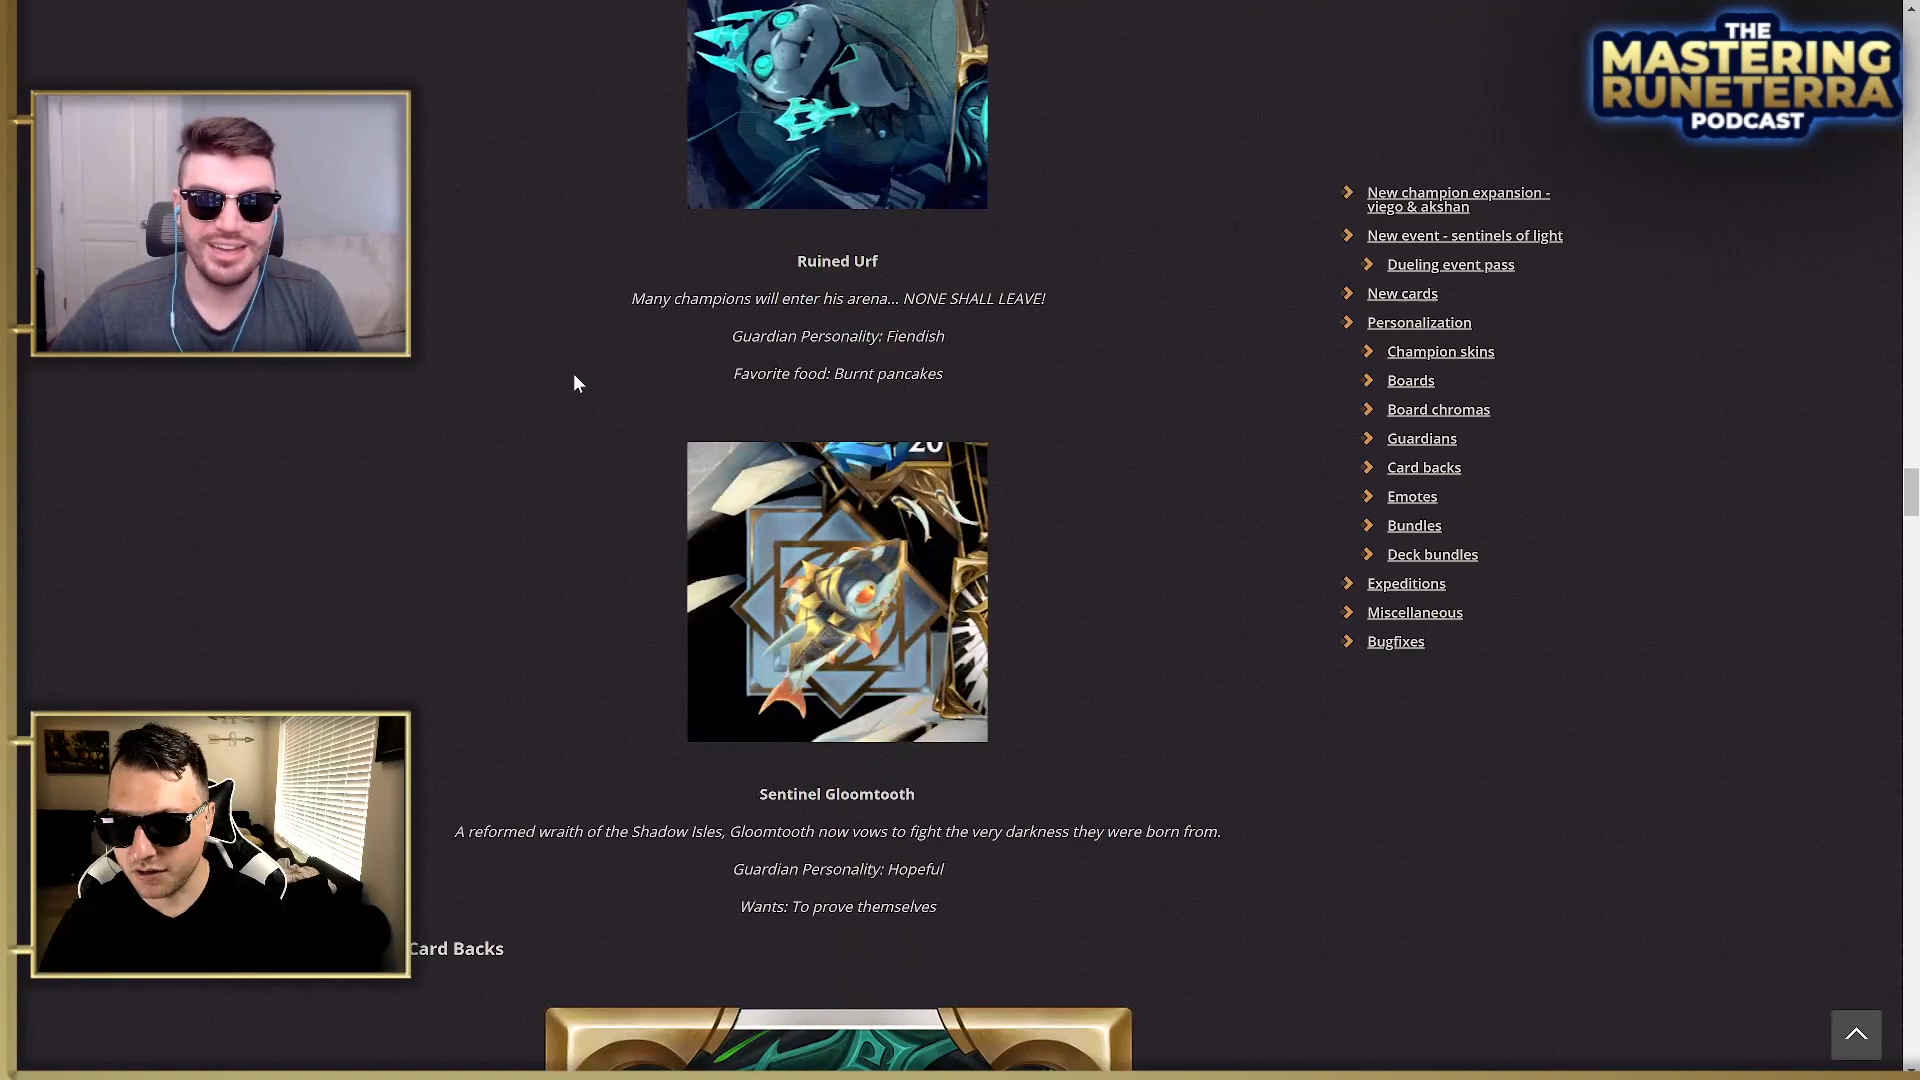 THE
MASTERING
RUNETERRA
PODCAST
Ruined Urf
Many champions will enter his arena... NONE SHALL LEAVE!
Guardian Personality: Fiendish
Favorite food: Burnt pancakes
20
Sentinel Gloomtooth
A reformed wraith of the Shadow Isles, Gloomtooth now vows to fight the very darkness they were born from.
Guardian Personality: Hopeful
Wants: To prove themselves
Card Backs
New champion expansion -
viego & akshan
New event - sentinels of light
Dueling event pass
New cards
Personalization
Champion skins
Boards
Board chromas
Guardians
Card backs
Emotes
Bundles
Deck bundles
Expeditions
Miscellaneous
Bugfixes